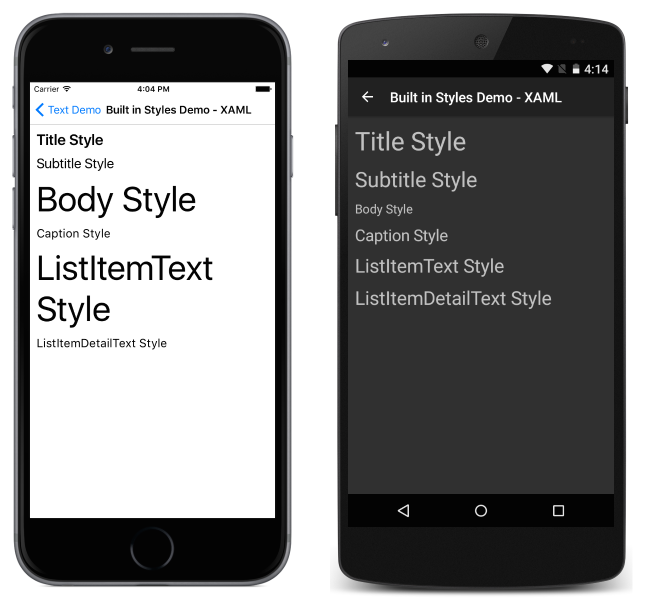 Carrier 4:04 PM
Text Demo Built in Styles Demo - XAML
Title Style
Subtitle Style
Body Style
Caption Style
ListItemText
Style
ListItemDetailText Style
4:14
Built in Styles Demo - XAML
Title Style
Subtitle Style
Body Style
Caption Style
ListItemText Style
ListItemDetailText Style